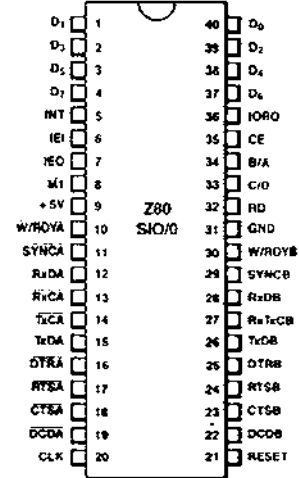 D₁ 1 40 D₀
D₃ 2 39 D₂
D₅ 3 38 D₄
D₇ 4 37 D₆
INT 5 36 IORQ
IEI 6 35 CE
IEO 7 34 B/A
M1 8 33 C/D
+5V 9 32 RD
W/RDYA 10 31 GND
SYNCA 11 30 W/RDYB
RxDA 12 29 SYNCB
RxCA 13 28 RxDB
TxCA 14 27 RxTxCB
TxDA 15 26 TxDB
DTRA 16 25 DTRB
RTSA 17 24 RTSB
CTSA 18 23 CTSB
DCDA 19 22 DCDB
CLK 20 21 RESET
Z80
SIO/0